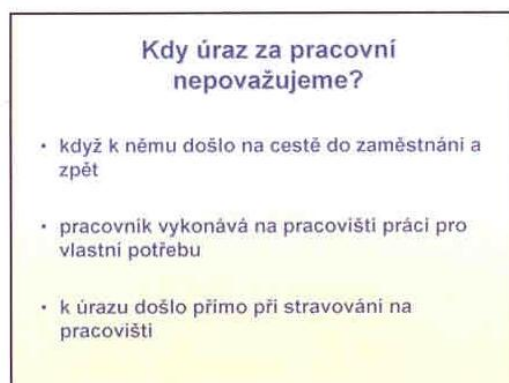 Kdy úraz za pracovní
nepovažujeme?
• když k němu došlo na cestě do zaměstnání a
zpět
• pracovník vykonává na pracovišti práci pro
vlastní potřebu
• k úrazu došlo přímo při stravování na
pracovišti